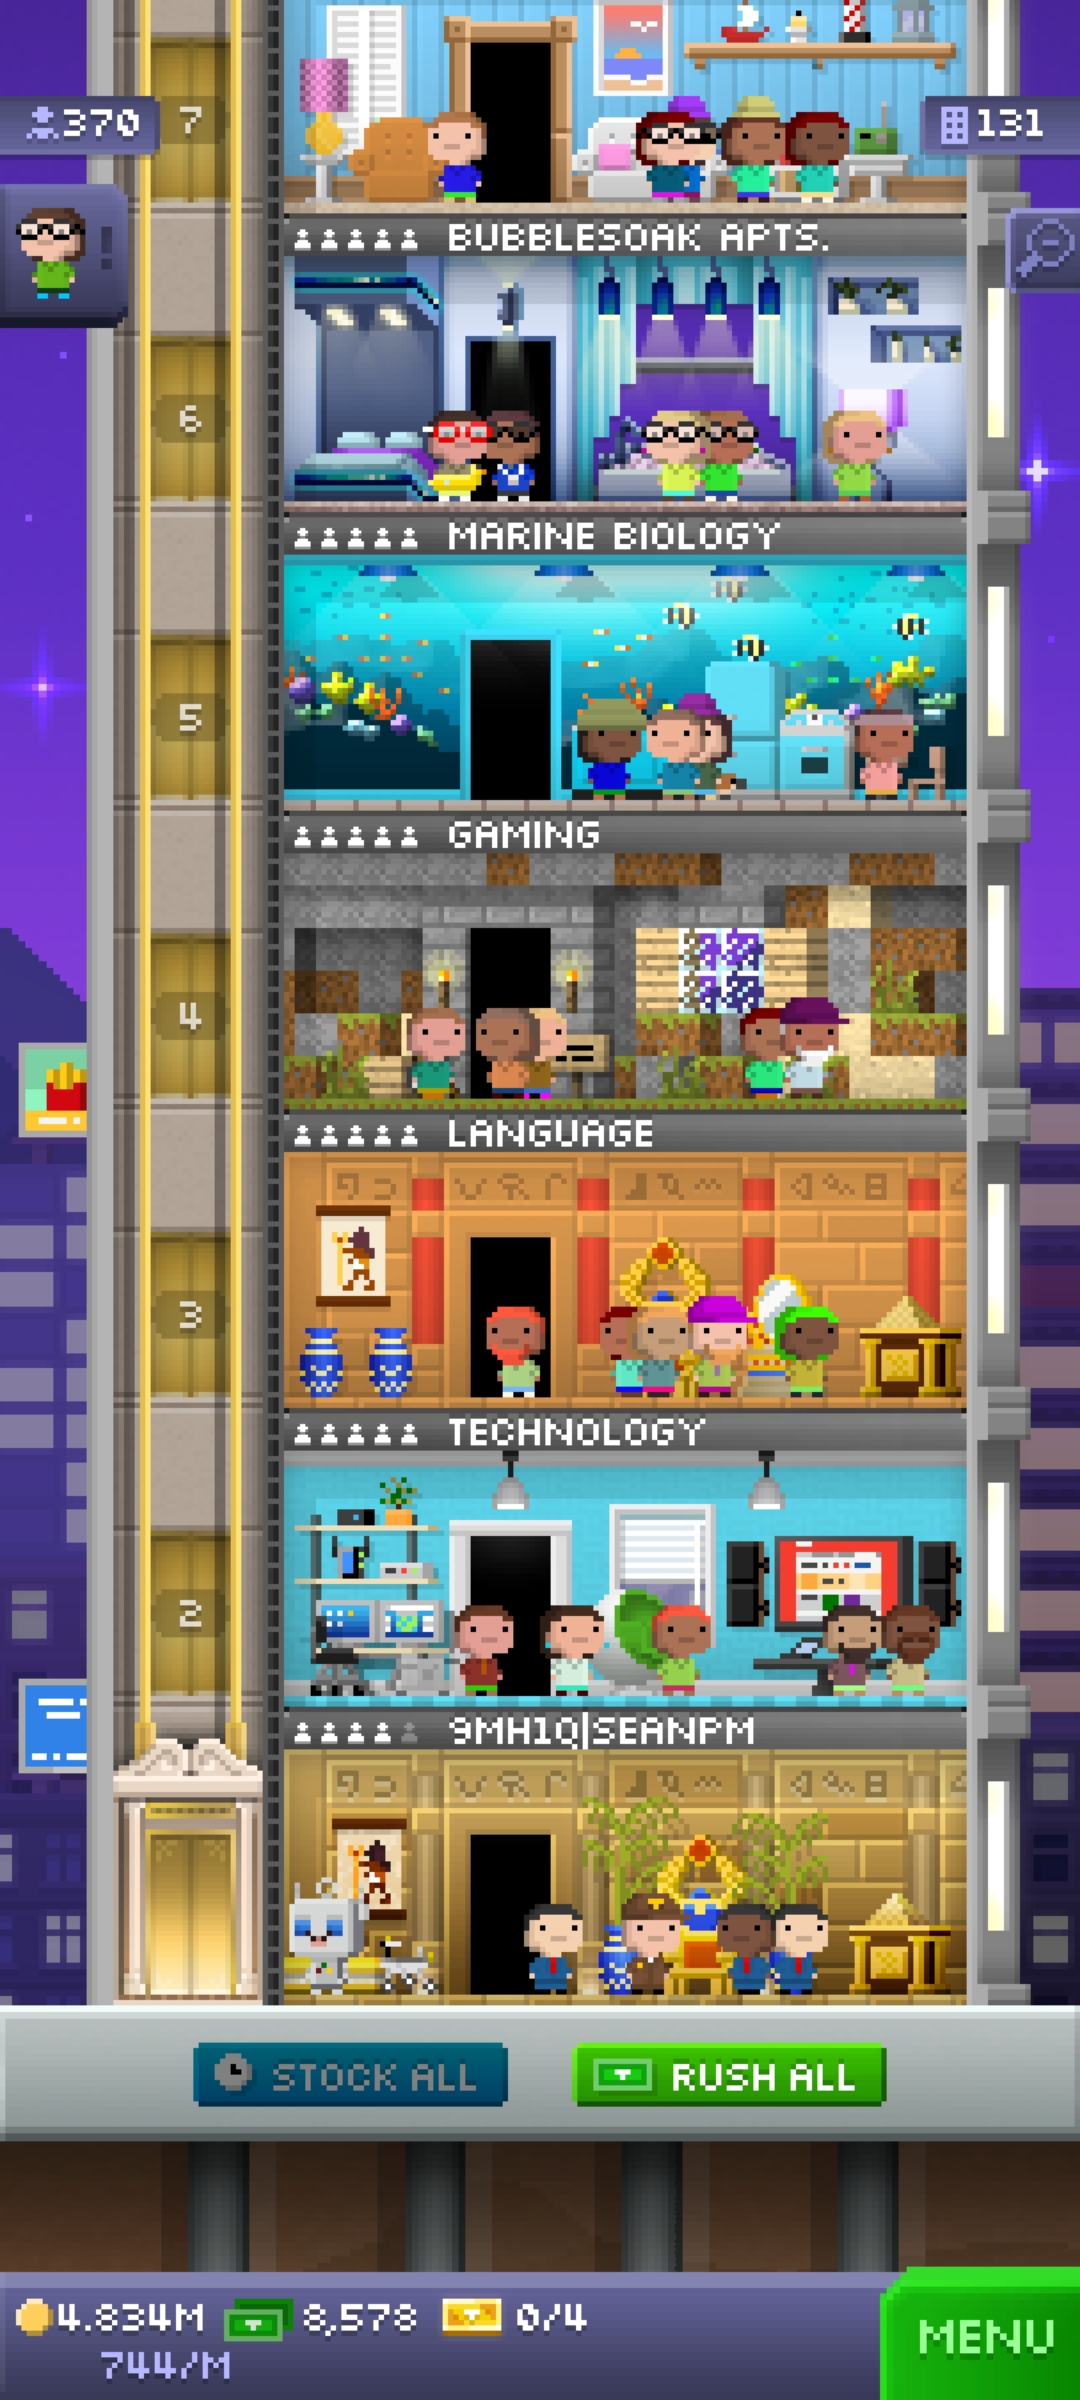 370
7
131
!
BUBBLESOAK APTS.
6
MARINE BIOLOGY
5
GAMING
4
LANGUAGE
3
TECHNOLOGY
2
9MH1Q|SEANPM
STOCK ALL
RUSH ALL
4.834M
8,578
0/4
744/M
MENU